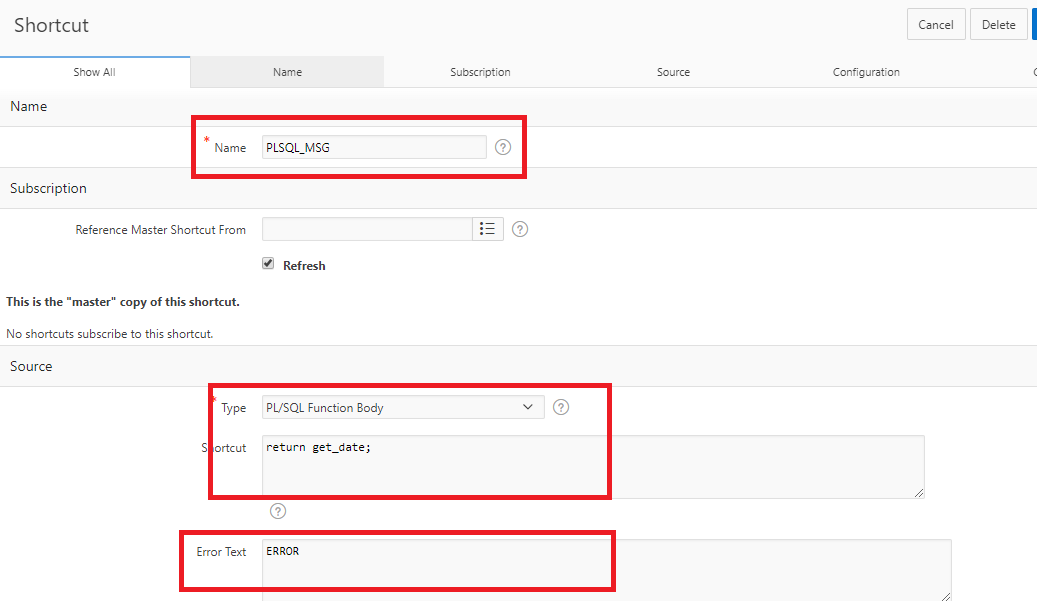 Shortcut
Cancel
Delete
Show All
Name
Subscription
Source
Configuration
Name
* Name
PLSQL_MSG
?
Subscription
Reference Master Shortcut From
?
Refresh
This is the "master" copy of this shortcut.
No shortcuts subscribe to this shortcut.
Source
* Type
PL/SQL Function Body
?
Shortcut
return get_date;
?
Error Text
ERROR